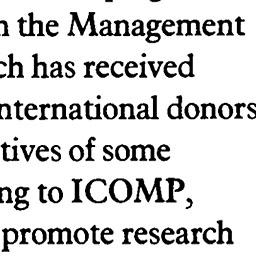 n the Management
ch has received
nternational donors
tives of some
ng to ICOMP,
promote research